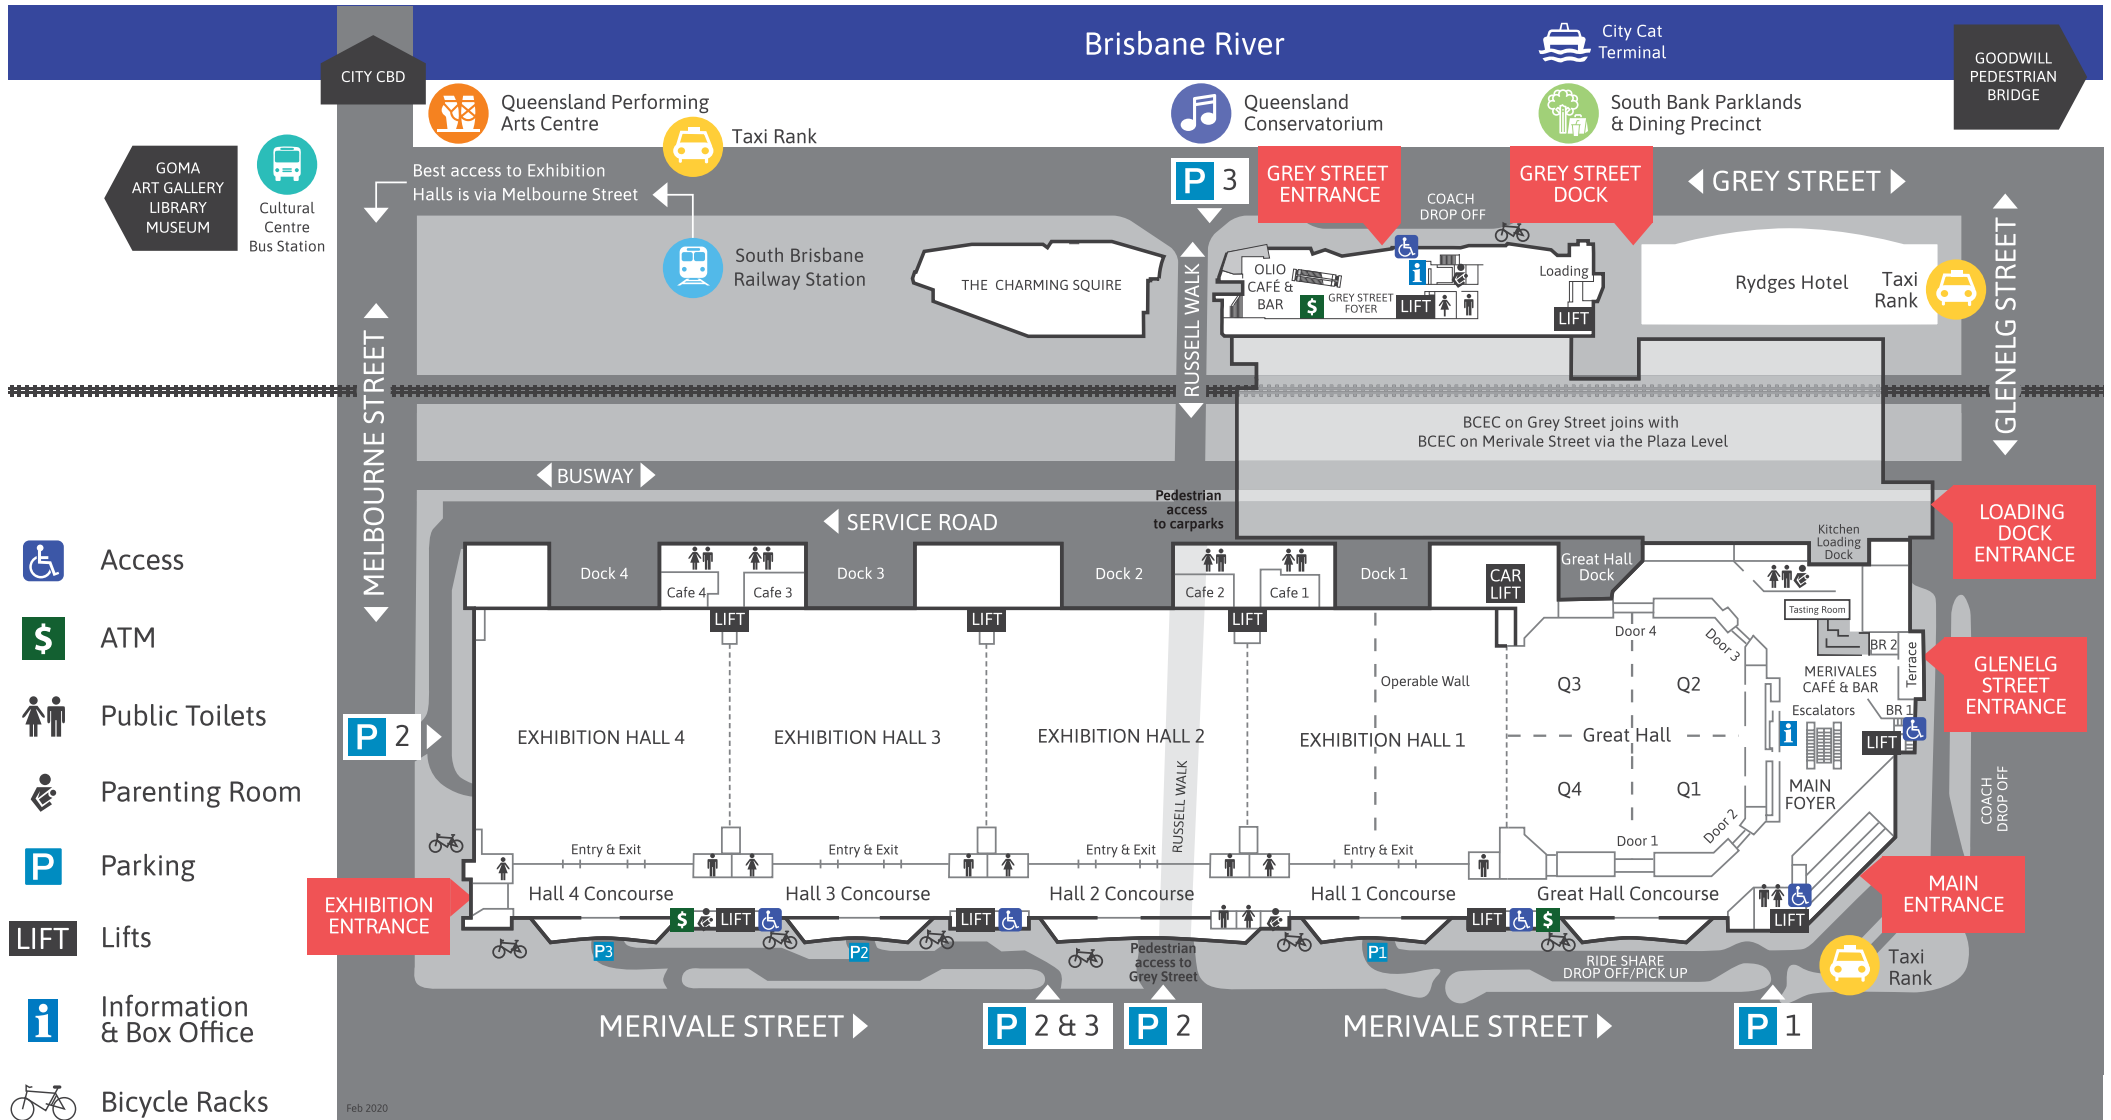 Brisbane River
City Cat
Terminal
CITY CBD
GOODWILL
PEDESTRIAN
BRIDGE
Queensland Performing
Arts Centre
Taxi Rank
Queensland
Conservatorium
South Bank Parklands
& Dining Precinct
GOMA
ART GALLERY
LIBRARY
MUSEUM
Cultural
Centre
Bus Station
Best access to Exhibition
Halls is via Melbourne Street
P 3
GREY STREET
ENTRANCE
COACH
DROP OFF
GREY STREET
DOCK
GREY STREET
South Brisbane
Railway Station
THE CHARMING SQUIRE
RUSSELL WALK
OLIO
CAFÉ &
BAR
$
GREY STREET
FOYER
i
LIFT
Loading
LIFT
Rydges Hotel
Taxi
Rank
GLENELG STREET
MELBOURNE STREET
BCEC on Grey Street joins with
BCEC on Merivale Street via the Plaza Level
BUSWAY
SERVICE ROAD
Pedestrian
access
to carparks
LOADING
DOCK
ENTRANCE
Kitchen
Loading
Dock
Dock 4
Cafe 4
Cafe 3
Dock 3
Dock 2
Cafe 2
Cafe 1
Dock 1
CAR
LIFT
Great Hall
Dock
LIFT
LIFT
LIFT
Tasting Room
Door 4
Door 3
BR 2
Terrace
GLENELG
STREET
ENTRANCE
Operable Wall
Q3
Q2
MERIVALES
CAFÉ & BAR
Escalators
BR 1
P 2
EXHIBITION HALL 4
EXHIBITION HALL 3
EXHIBITION HALL 2
EXHIBITION HALL 1
Great Hall
i
LIFT
Q4
Q1
MAIN
FOYER
COACH
DROP OFF
RUSSELL WALK
Entry & Exit
Entry & Exit
Entry & Exit
Entry & Exit
Door 1
Door 2
Hall 4 Concourse
Hall 3 Concourse
Hall 2 Concourse
Hall 1 Concourse
Great Hall Concourse
MAIN
ENTRANCE
EXHIBITION
ENTRANCE
$
LIFT
LIFT
LIFT
$
LIFT
P3
P2
Pedestrian
access to
Grey Street
P1
RIDE SHARE
DROP OFF/PICK UP
Taxi
Rank
MERIVALE STREET
P 2 & 3
P 2
MERIVALE STREET
P 1
Access
$ ATM
Public Toilets
Parenting Room
P Parking
LIFT Lifts
i Information
& Box Office
Bicycle Racks
Feb 2020